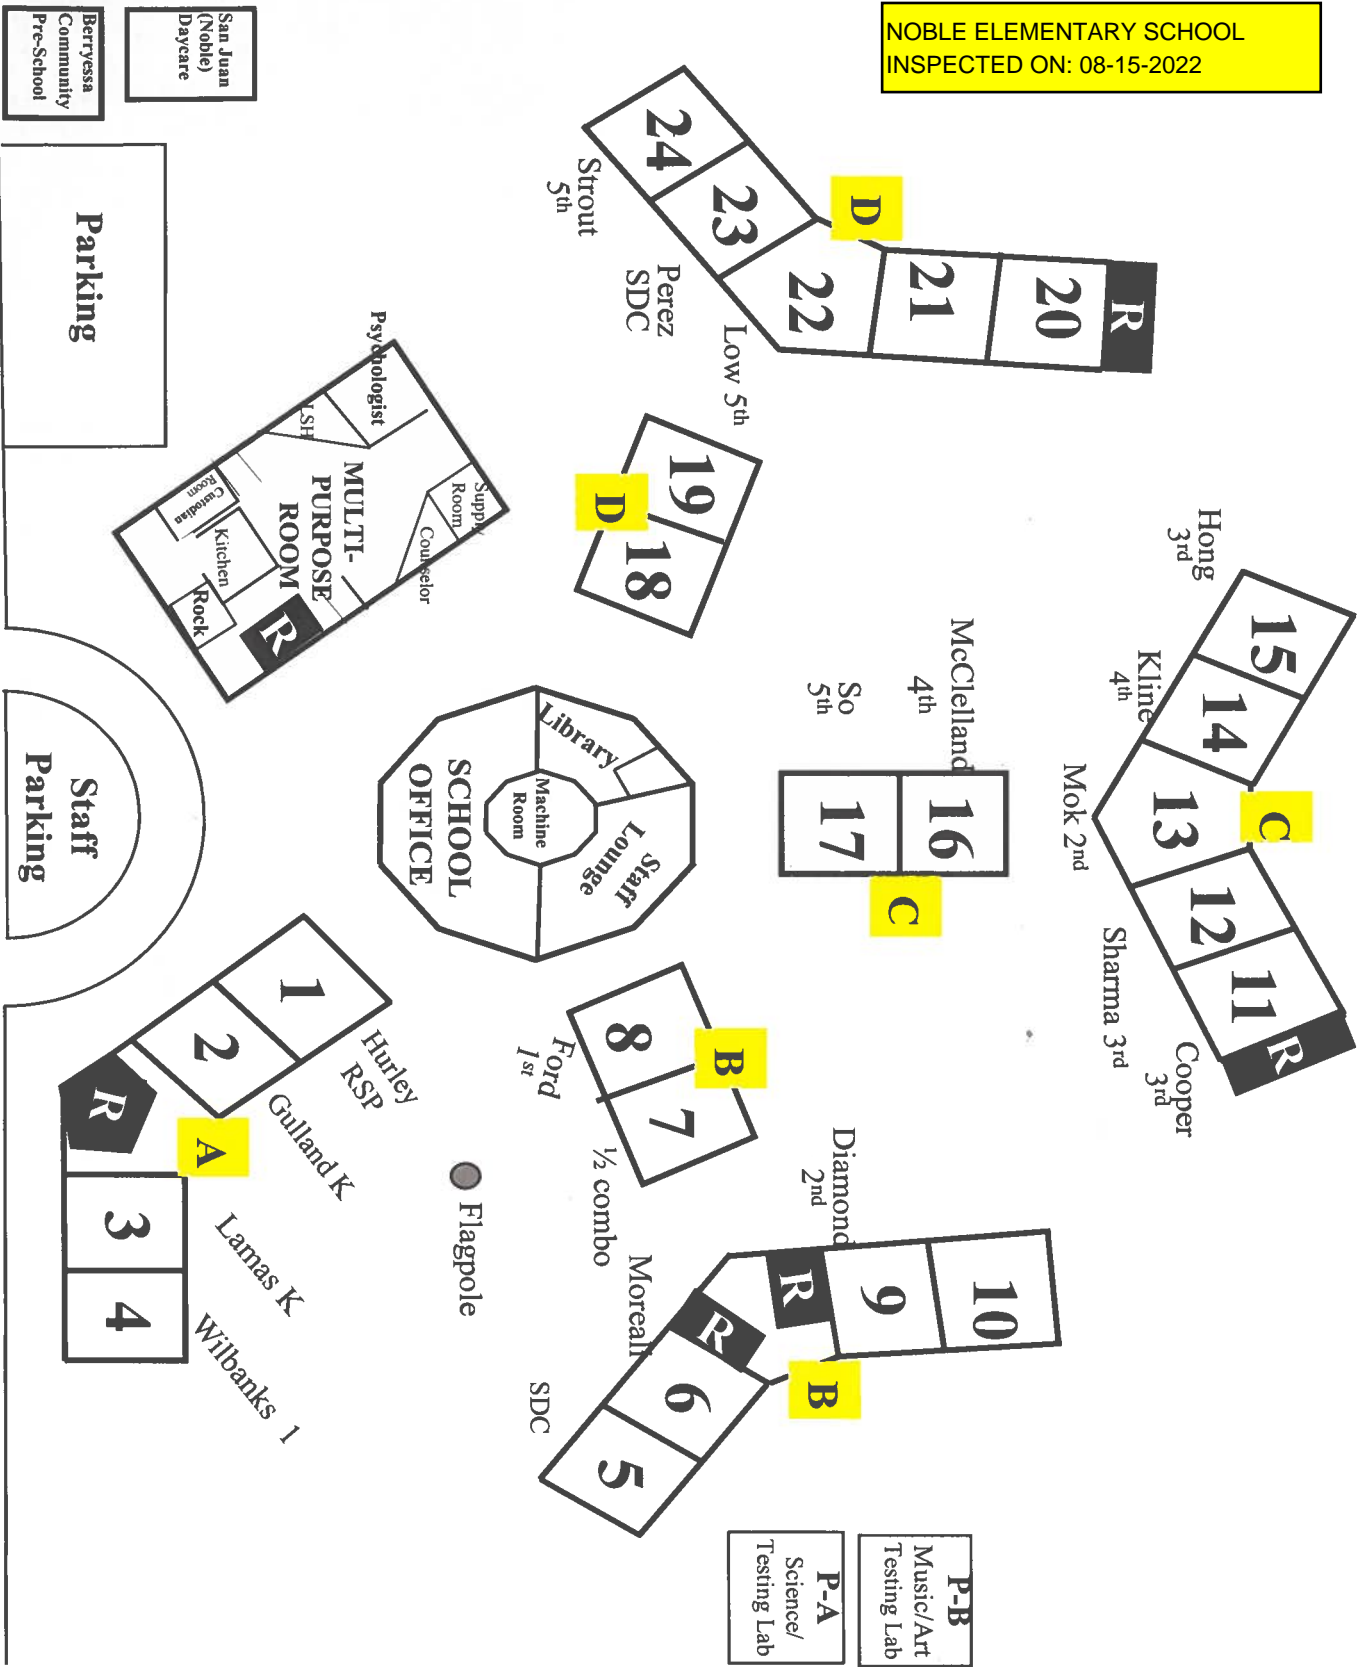 NOBLE ELEMENTARY SCHOOL
INSPECTED ON: 08-15-2022
Berryessa
Community
Pre-School
San Juan
(Noble)
Daycare
Parking
24
23
22
21
20
R
D
Strout
5th
Perez
SDC
Low 5th
19
18
D
Psychologist
LSH
MULTI-
PURPOSE
ROOM
Supply
Room
Counselor
Custodian
Room
Kitchen
Rock
R
Hong
3rd
Kline
4th
Mok 2nd
Sharma 3rd
Cooper
3rd
15
14
13
12
11
R
C
McClelland
4th
So
5th
16
17
C
Library
Machine
Room
Staff
Lounge
SCHOOL
OFFICE
Staff
Parking
1
2
R
A
3
4
Hurley
RSP
Gulland K
Lamas K
Wilbanks 1
8
7
B
Ford
1st
½ combo
Flagpole
Diamond
2nd
Moreali
SDC
10
9
R
R
6
5
B
P-B
Music/Art
Testing Lab
P-A
Science/
Testing Lab